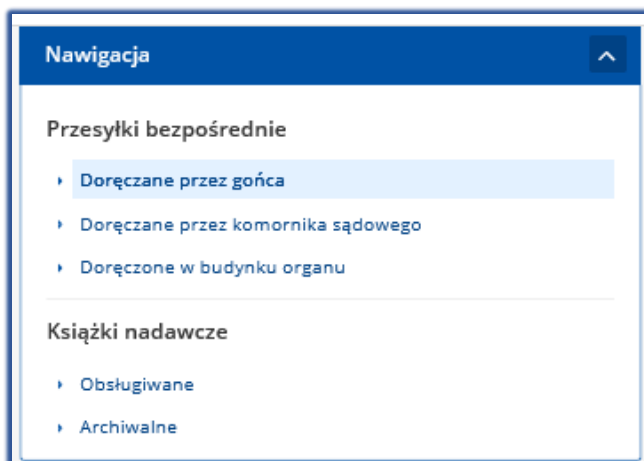 Nawigacja
Przesyłki bezpośrednie
Doręczane przez gońca
Doręczane przez komornika sądowego
Doręczone w budynku organu
Książki nadawcze
Obsługiwane
Archiwalne